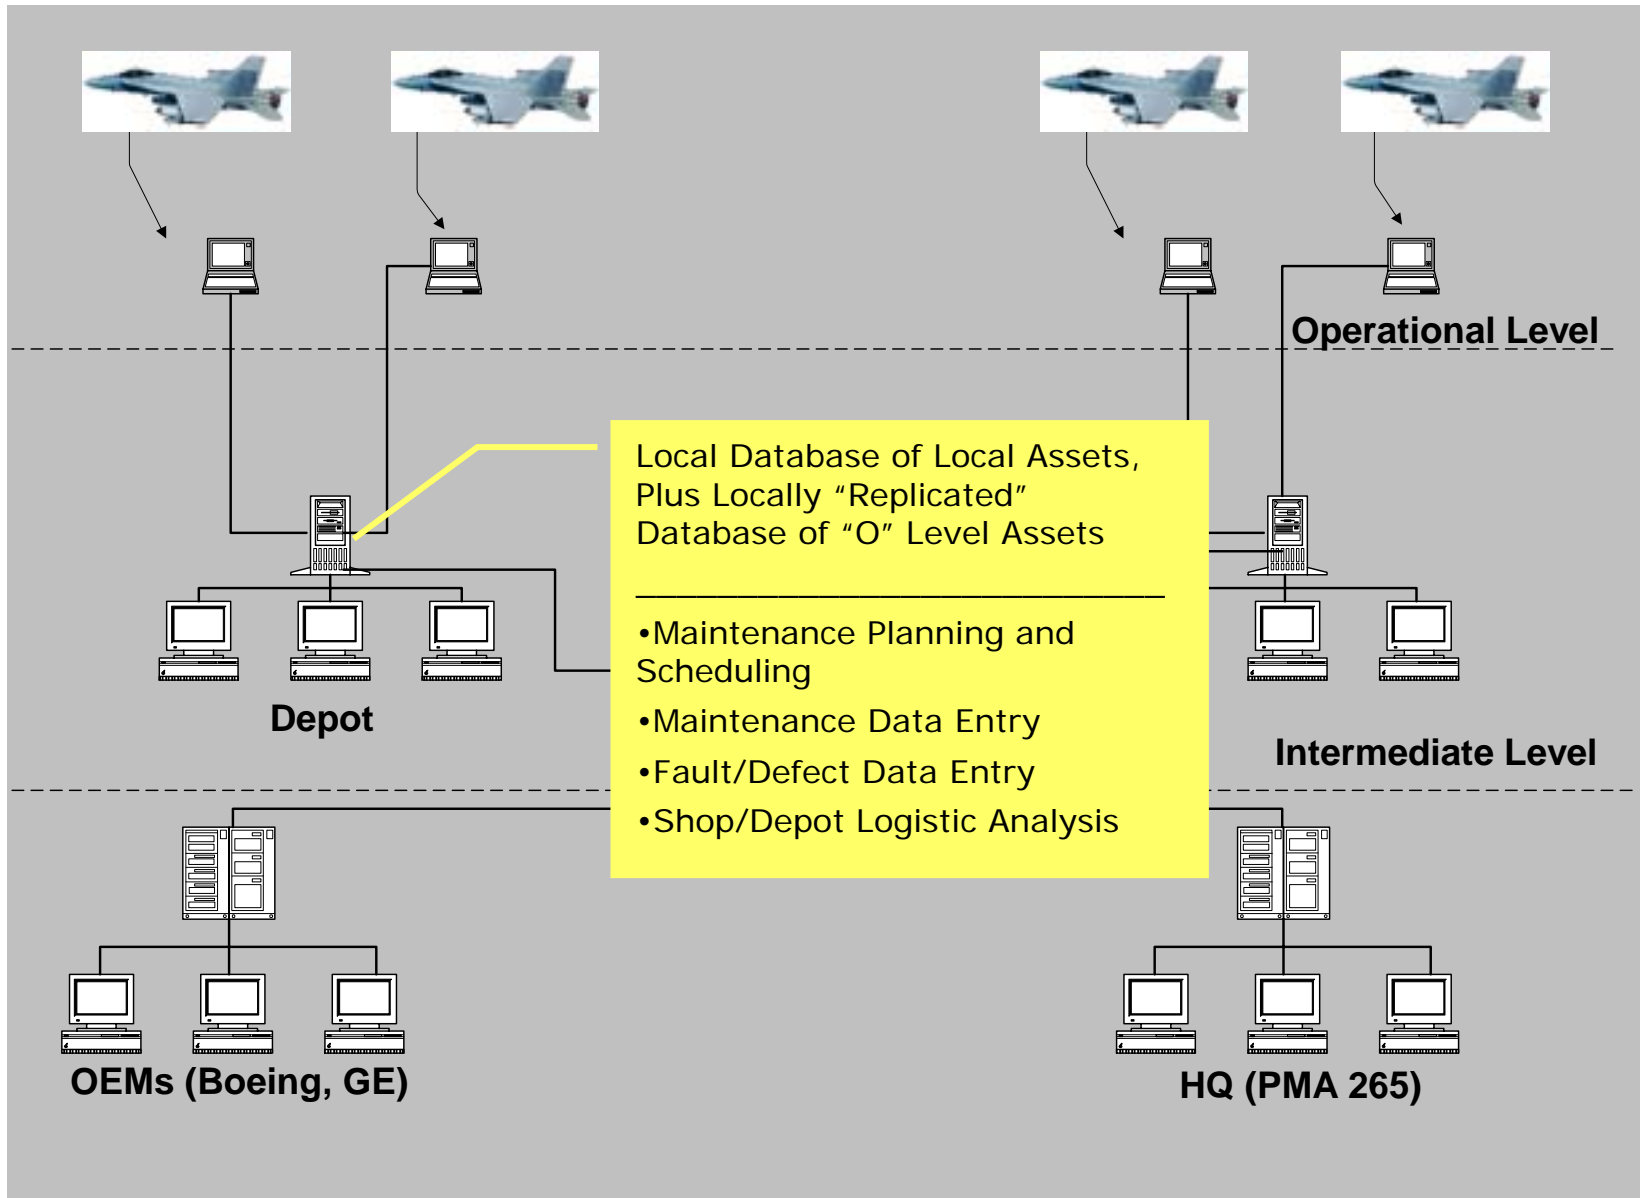 Operational Level
Local Database of Local Assets,
Plus Locally “Replicated”
Database of “O” Level Assets
•Maintenance Planning and
Scheduling
•Maintenance Data Entry
•Fault/Defect Data Entry
•Shop/Depot Logistic Analysis
Depot
Intermediate Level
OEMs (Boeing, GE)
HQ (PMA 265)